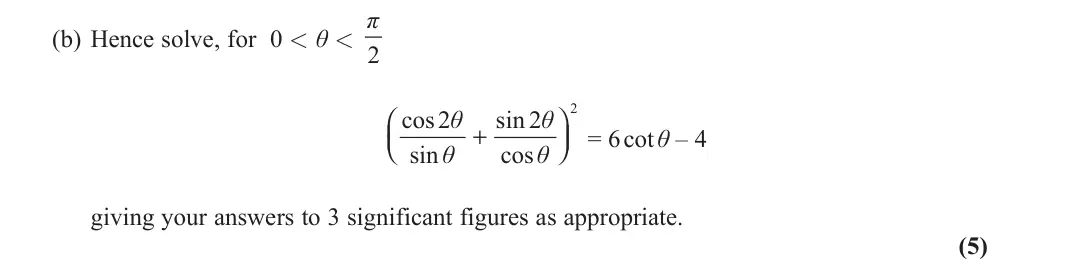 (b) Hence solve, for 0 < θ < π/2
(cos 2θ/sin θ + sin 2θ/cos θ)² = 6 cot θ – 4
giving your answers to 3 significant figures as appropriate.
(5)